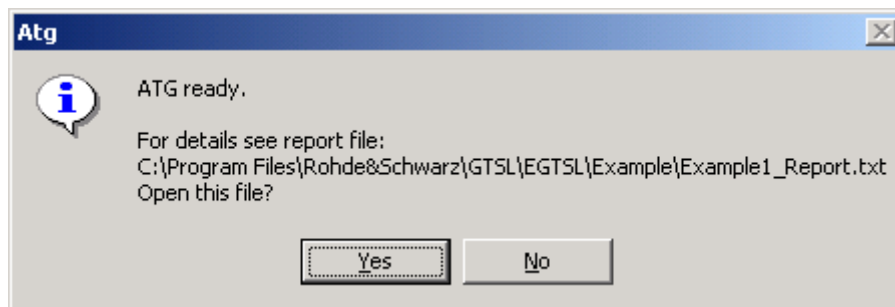 Atg
ATG ready.
For details see report file:
C:\Program Files\Rohde&Schwarz\GTSL\EGTSL\Example\Example1_Report.txt
Open this file?
Yes
No